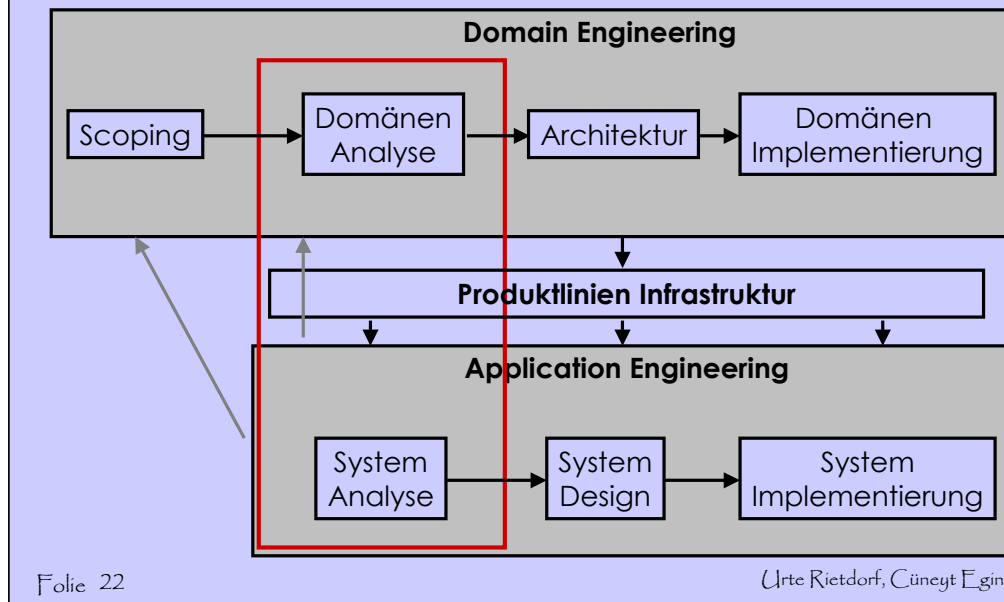 Domain Engineering
Scoping
Domänen
Analyse
Architektur
Domänen
Implementierung
Produktlinien Infrastruktur
Application Engineering
System
Analyse
System
Design
System
Implementierung
Folie 22
Urte Rietdorf, Cüneyt Egin